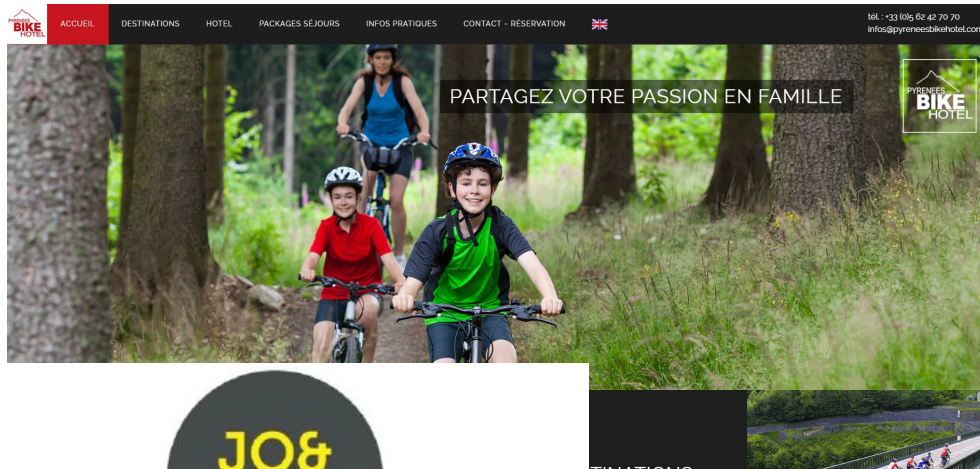 PYRENEES
BIKE
HOTEL
ACCUEIL
DESTINATIONS
HOTEL
PACKAGES SÉJOURS
INFOS PRATIQUES
CONTACT – RÉSERVATION
tél. : +33 (0)5 62 42 70 70
infos@pyreneesbikehotel.com
PARTAGEZ VOTRE PASSION EN FAMILLE
PYRENEES
BIKE
HOTEL
JO&